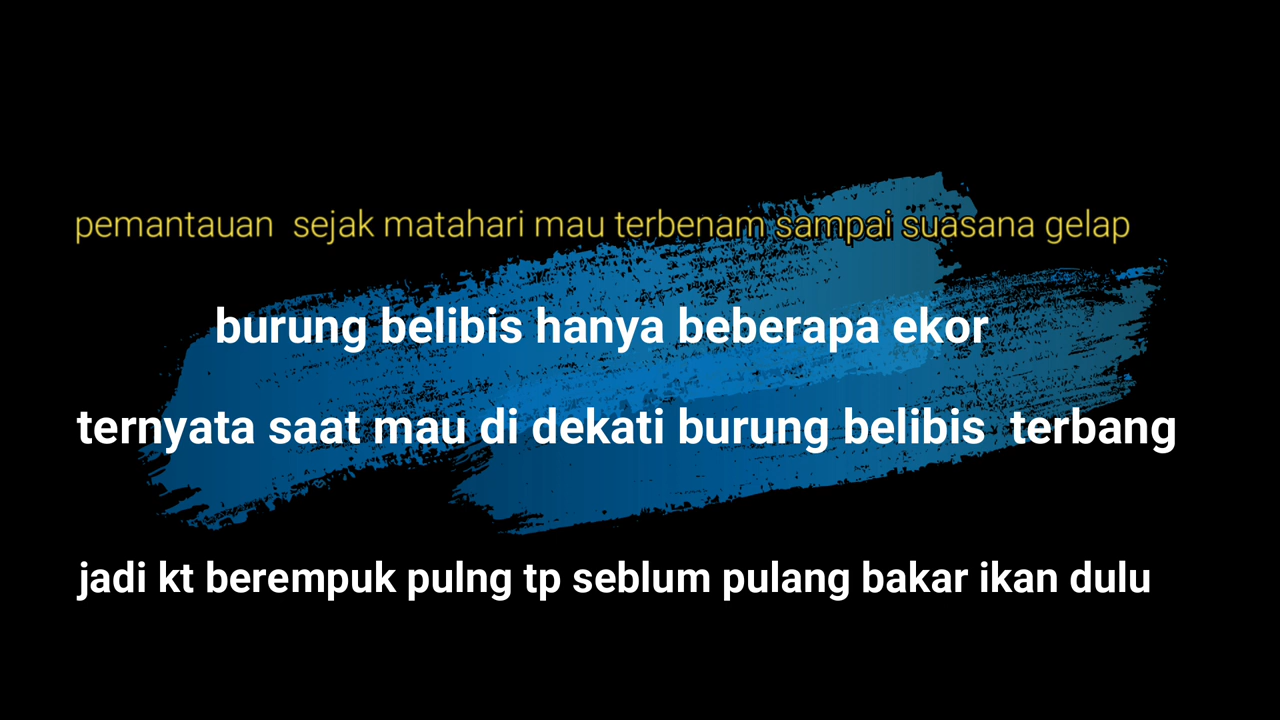 pemantauan  sejak matahari mau terbenam sampai suasana gelap
burung belibis hanya beberapa ekor
ternyata saat mau di dekati burung belibis  terbang
jadi kt berempuk pulng tp seblum pulang bakar ikan dulu